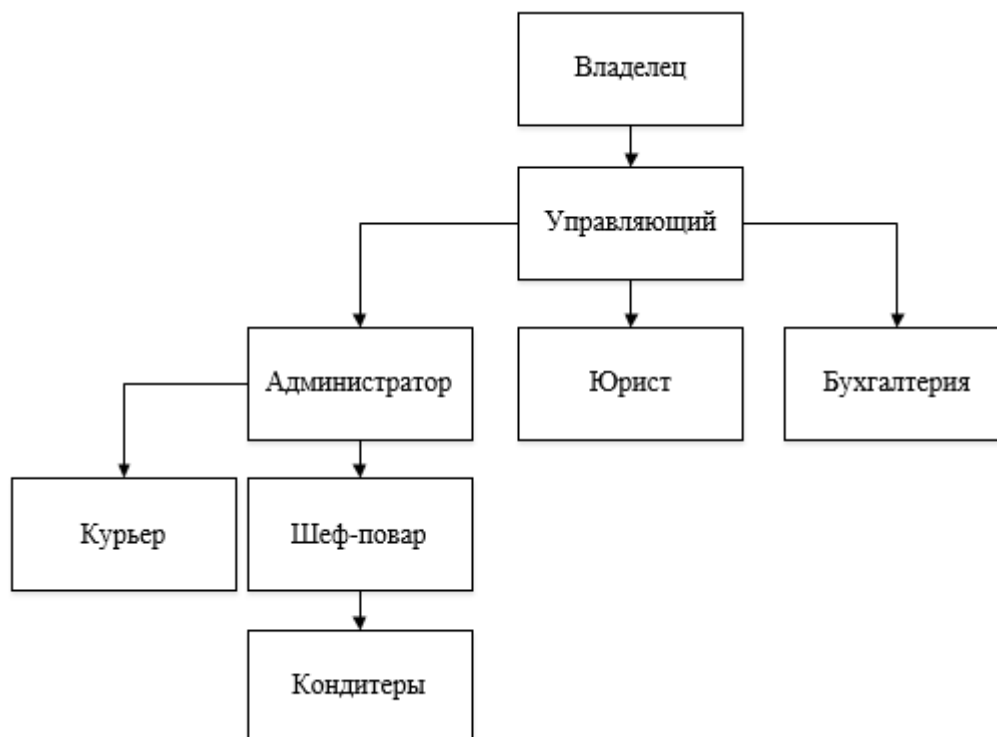 Владелец
Управляющий
Администратор
Юрист
Бухгалтерия
Курьер
Шеф-повар
Кондитеры